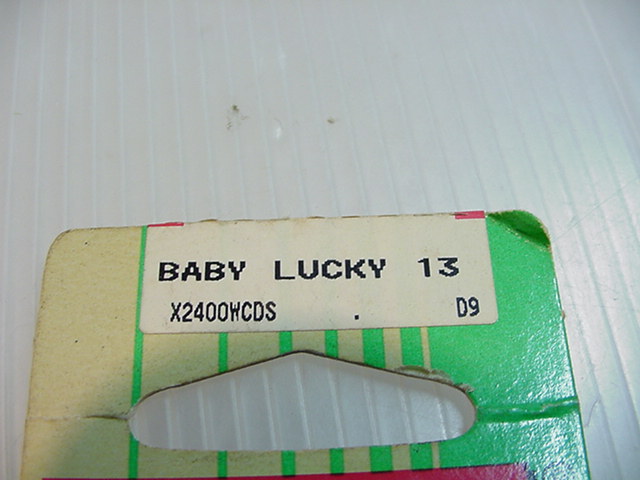 BABY LUCKY 13
X2400WCDS . D9